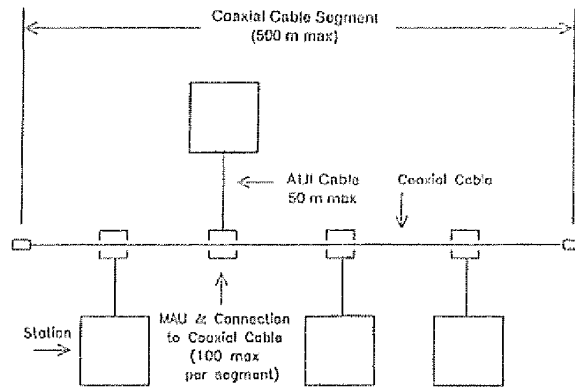 Coaxial Cable Segment
(500 m max)
AUI Cable
50 m max
Coaxial Cable
Station
MAU & Connection
to Coaxial Cable
(100 max
per segment)